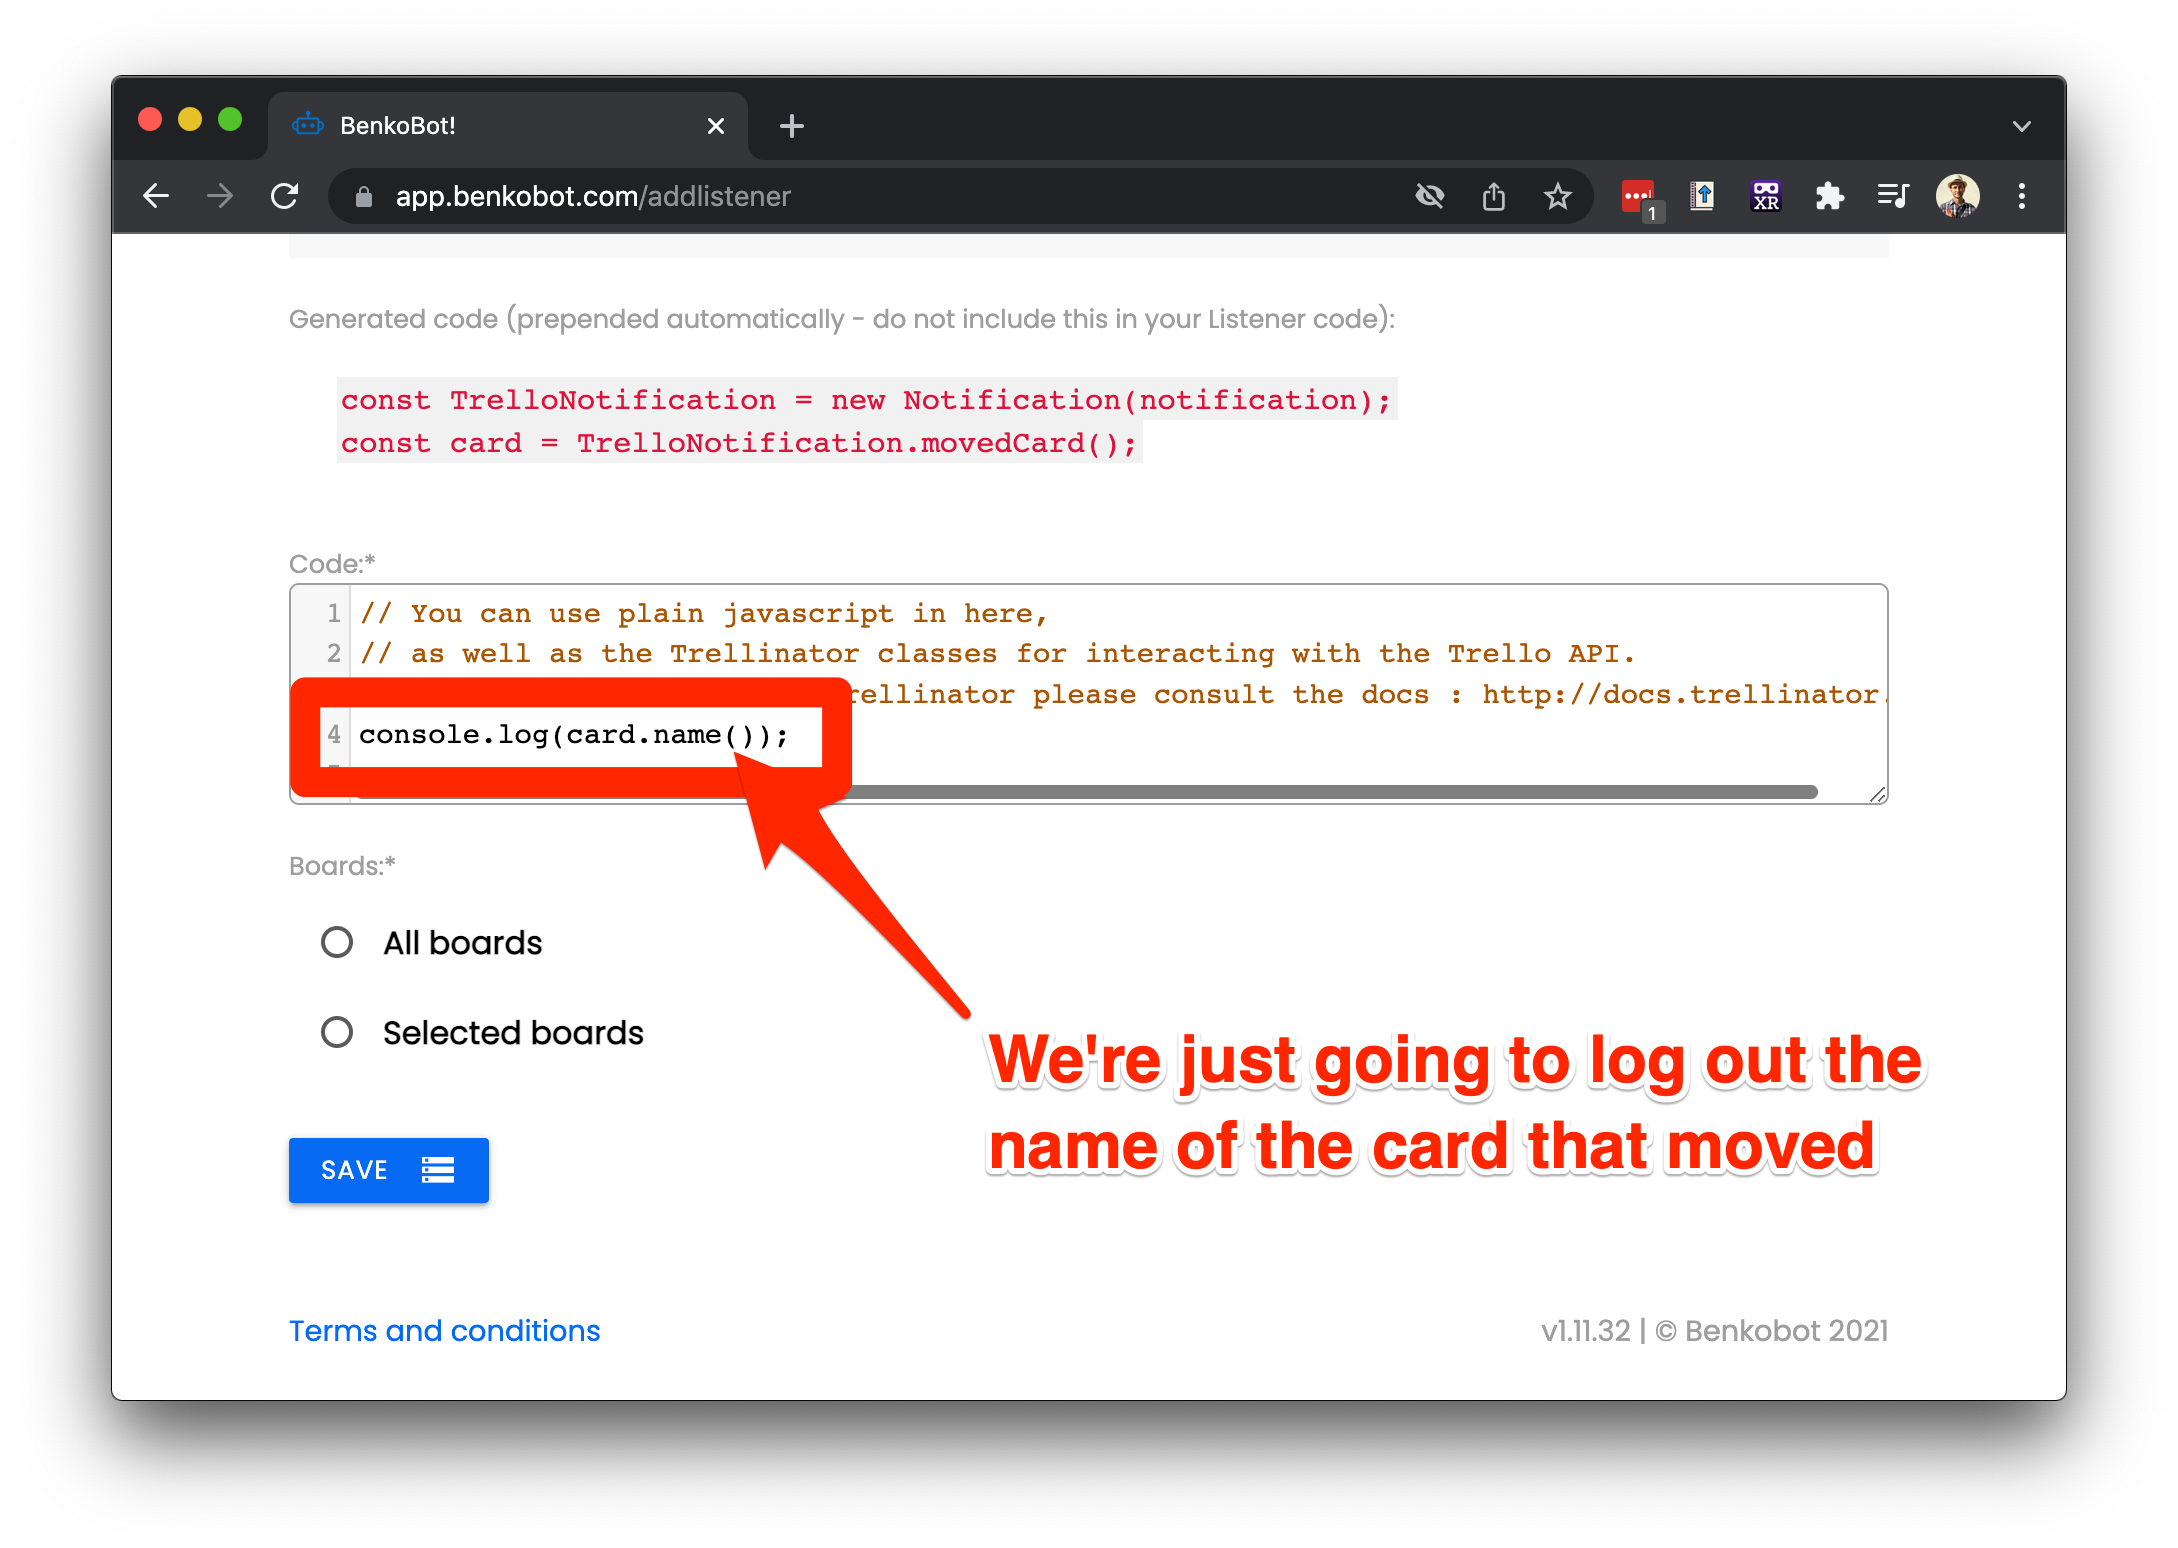 BenkoBot!
app.benkobot.com/addlistener
1
XR
Generated code (prepended automatically - do not include this in your Listener code):
const TrelloNotification = new Notification(notification);
const card = TrelloNotification.movedCard();
Code:*
1 // You can use plain javascript in here,
2 // as well as the Trellinator classes for interacting with the Trello API.
rellinator please consult the docs : http://docs.trellinator.
4 console.log(card.name());
Boards:*
All boards
Selected boards
We're just going to log out the
name of the card that moved
SAVE
Terms and conditions
v1.11.32 | © Benkobot 2021